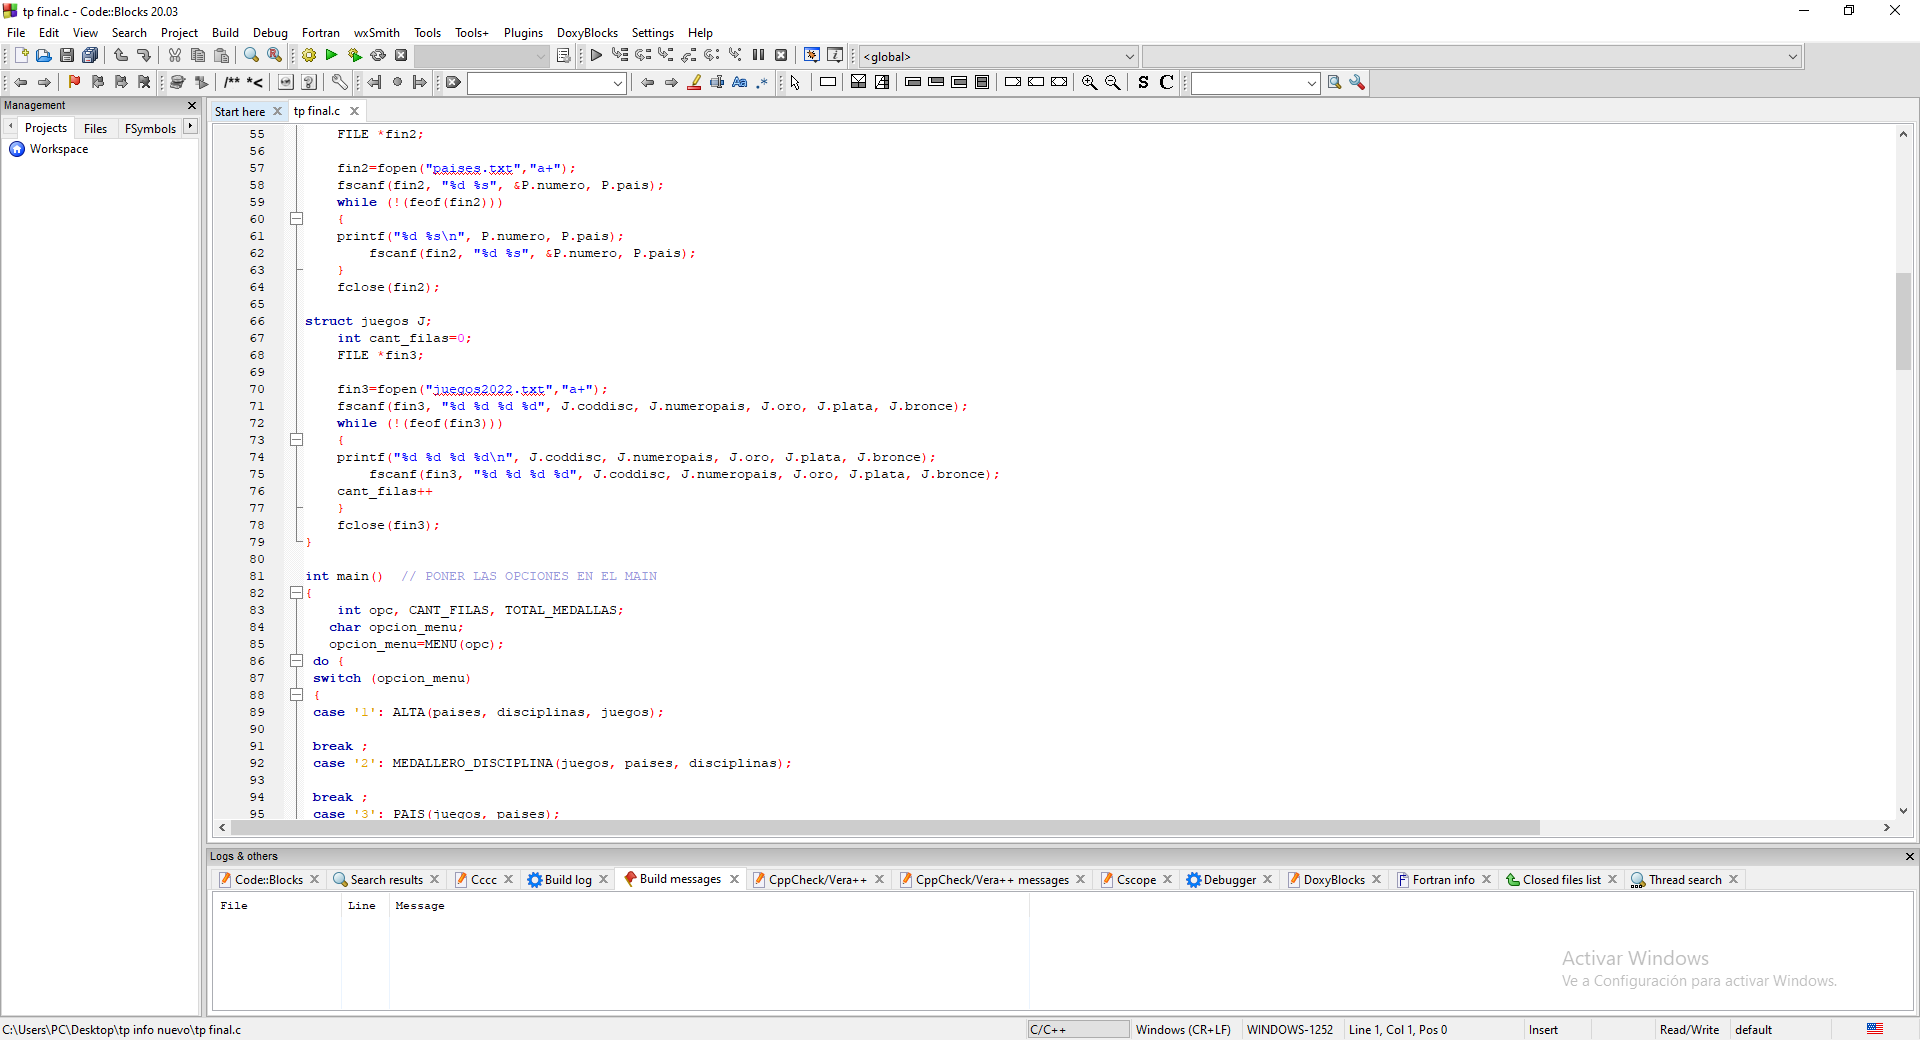 tp final.c - Code::Blocks 20.03
File Edit View Search Project Build Debug Fortran wxSmith Tools Tools+ Plugins DoxyBlocks Settings Help
<global>
/** *<
Aa .*
S C
Management
Projects Files FSymbols
Workspace
Start here tp final.c
55 FILE *fin2;
56
57 fin2=fopen("paises.txt","a+");
58 fscanf(fin2, "%d %s", &P.numero, P.pais);
59 while (!(feof(fin2)))
60 {
61 printf("%d %s\n", P.numero, P.pais);
62 fscanf(fin2, "%d %s", &P.numero, P.pais);
63 }
64 fclose(fin2);
65
66 struct juegos J;
67 int cant_filas=0;
68 FILE *fin3;
69
70 fin3=fopen("juegos2022.txt","a+");
71 fscanf(fin3, "%d %d %d %d", J.coddisc, J.numeropais, J.oro, J.plata, J.bronce);
72 while (!(feof(fin3)))
73 {
74 printf("%d %d %d %d\n", J.coddisc, J.numeropais, J.oro, J.plata, J.bronce);
75 fscanf(fin3, "%d %d %d %d", J.coddisc, J.numeropais, J.oro, J.plata, J.bronce);
76 cant_filas++
77 }
78 fclose(fin3);
79 }
80
81 int main() // PONER LAS OPCIONES EN EL MAIN
82 {
83 int opc, CANT_FILAS, TOTAL_MEDALLAS;
84 char opcion_menu;
85 opcion_menu=MENU(opc);
86 do {
87 switch (opcion_menu)
88 {
89 case '1': ALTA(paises, disciplinas, juegos);
90
91 break ;
92 case '2': MEDALLERO_DISCIPLINA(juegos, paises, disciplinas);
93
94 break ;
95 case '3': PAIS(juegos, paises);
Logs & others
Code::Blocks Search results Cccc Build log Build messages CppCheck/Vera++ CppCheck/Vera++ messages Cscope Debugger DoxyBlocks Fortran info Closed files list Thread search
File Line Message
Activar Windows
Ve a Configuración para activar Windows.
C:\Users\PC\Desktop\tp info nuevo\tp final.c C/C++ Windows (CR+LF) WINDOWS-1252 Line 1, Col 1, Pos 0 Insert Read/Write default